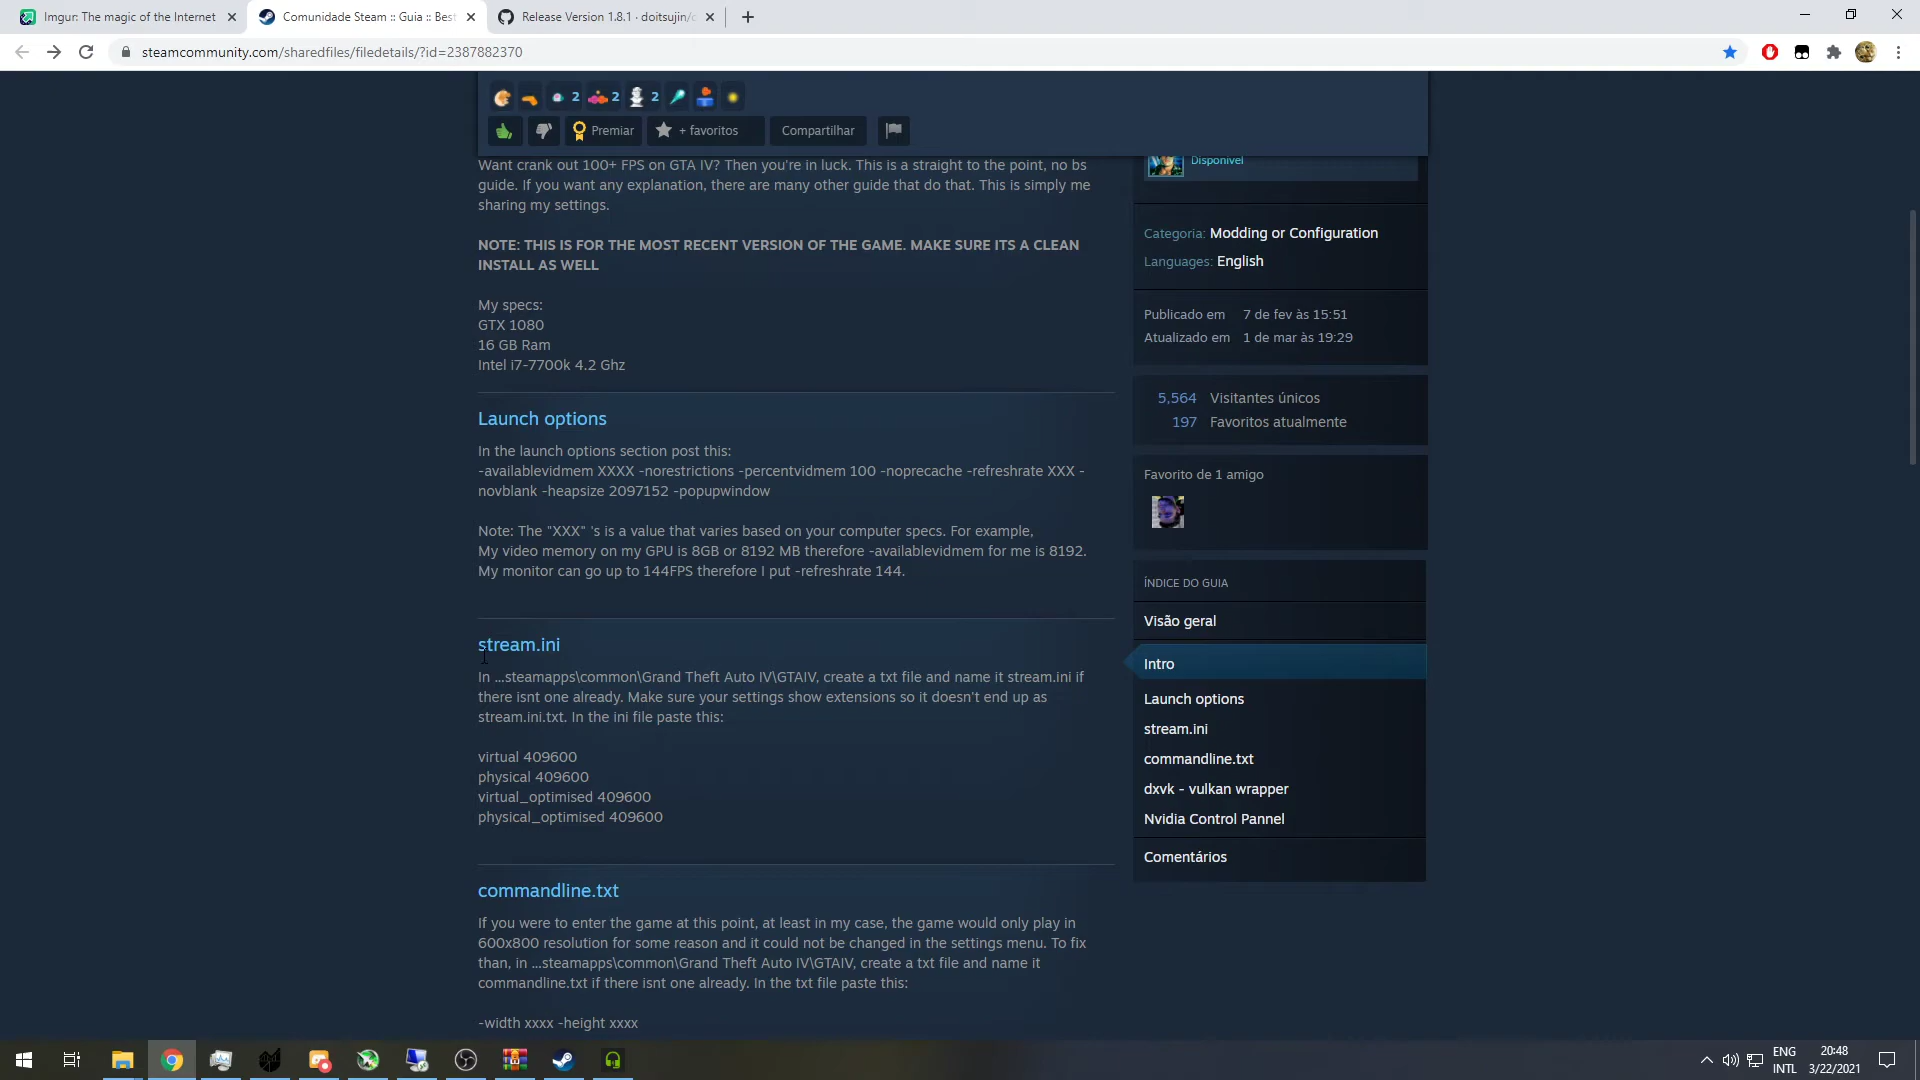 Imgur: The magic of the Internet
Comunidade Steam :: Guia :: Best
Release Version 1.8.1 · doitsujin/
steamcommunity.com/sharedfiles/filedetails/?id=2387882370
2 2 2
Premiar
+ favoritos
Compartilhar
Want crank out 100+ FPS on GTA IV? Then you're in luck. This is a straight to the point, no bs
guide. If you want any explanation, there are many other guide that do that. This is simply me
sharing my settings.
NOTE: THIS IS FOR THE MOST RECENT VERSION OF THE GAME. MAKE SURE ITS A CLEAN
INSTALL AS WELL
My specs:
GTX 1080
16 GB Ram
Intel i7-7700k 4.2 Ghz
Launch options
In the launch options section post this:
-availablevidmem XXXX -norestrictions -percentvidmem 100 -noprecache -refreshrate XXX -
novblank -heapsize 2097152 -popupwindow
Note: The "XXX" 's is a value that varies based on your computer specs. For example,
My video memory on my GPU is 8GB or 8192 MB therefore -availablevidmem for me is 8192.
My monitor can go up to 144FPS therefore I put -refreshrate 144.
stream.ini
In ...steamapps\common\Grand Theft Auto IV\GTAIV, create a txt file and name it stream.ini if
there isnt one already. Make sure your settings show extensions so it doesn't end up as
stream.ini.txt. In the ini file paste this:
virtual 409600
physical 409600
virtual_optimised 409600
physical_optimised 409600
commandline.txt
If you were to enter the game at this point, at least in my case, the game would only play in
600x800 resolution for some reason and it could not be changed in the settings menu. To fix
than, in ...steamapps\common\Grand Theft Auto IV\GTAIV, create a txt file and name it
commandline.txt if there isnt one already. In the txt file paste this:
-width xxxx -height xxxx
Disponível
Categoria: Modding or Configuration
Languages: English
Publicado em 7 de fev às 15:51
Atualizado em 1 de mar às 19:29
5,564 Visitantes únicos
197 Favoritos atualmente
Favorito de 1 amigo
ÍNDICE DO GUIA
Visão geral
Intro
Launch options
stream.ini
commandline.txt
dxvk - vulkan wrapper
Nvidia Control Pannel
Comentários
ENG
INTL
20:48
3/22/2021